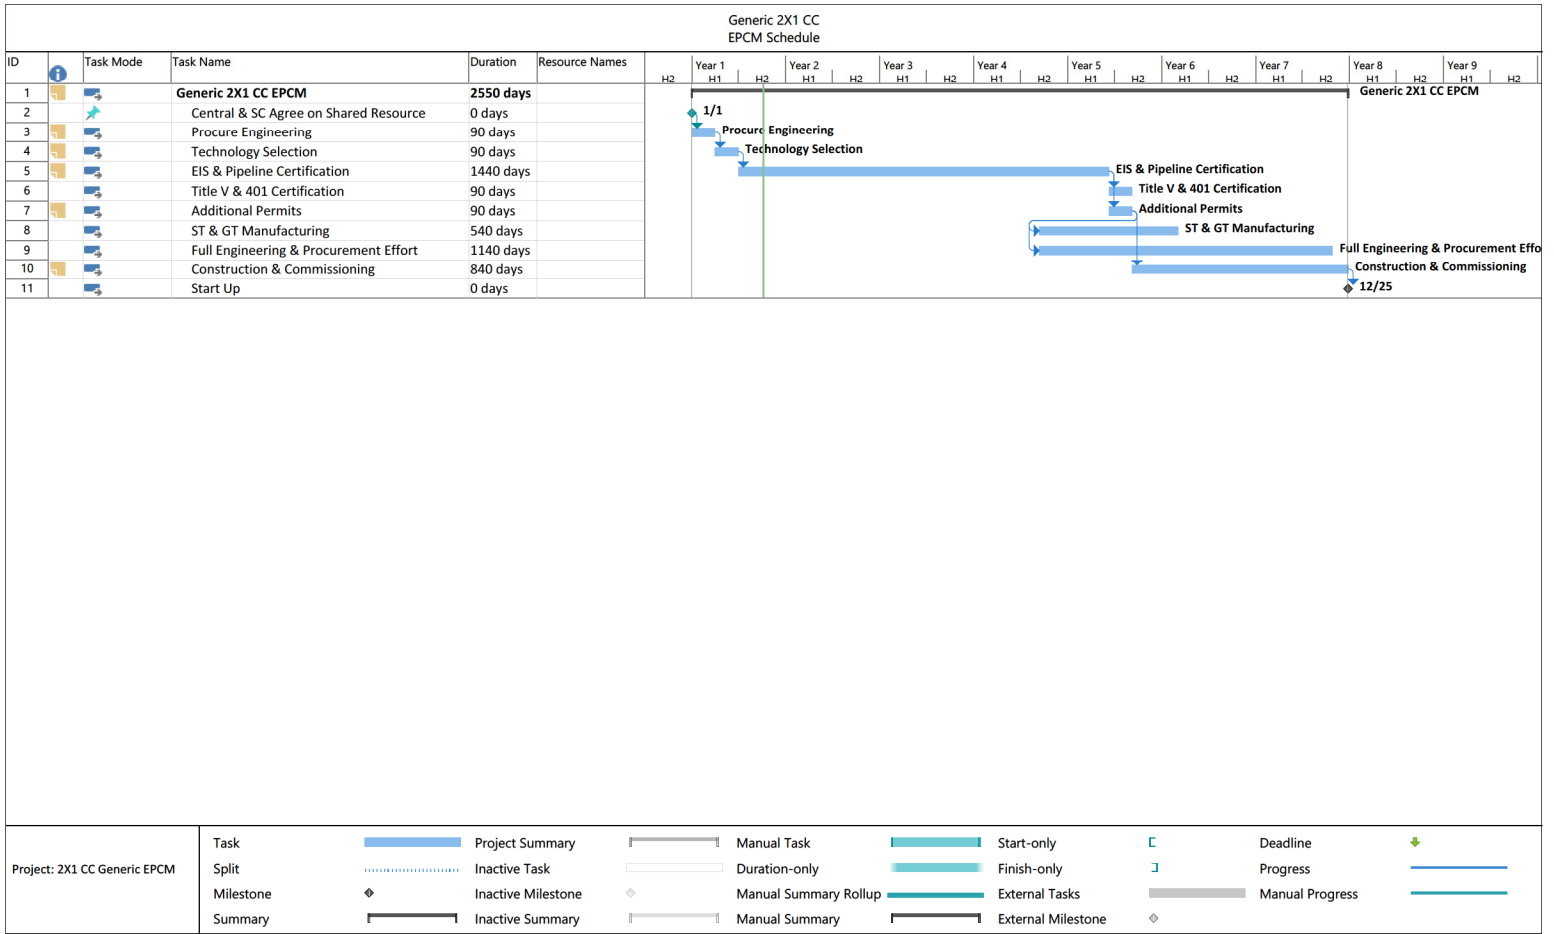 Generic 2X1 CC
EPCM Schedule
ID Task Mode Task Name Duration Resource Names
Year 1 Year 2 Year 3 Year 4 Year 5 Year 6 Year 7 Year 8 Year 9
H2 H1 H2 H1 H2 H1 H2 H1 H2 H1 H2 H1 H2 H1 H2 H1 H2 H1 H2
1 Generic 2X1 CC EPCM 2550 days Generic 2X1 CC EPCM
2 Central & SC Agree on Shared Resource 0 days 1/1
3 Procure Engineering 90 days Procure Engineering
4 Technology Selection 90 days Technology Selection
5 EIS & Pipeline Certification 1440 days EIS & Pipeline Certification
6 Title V & 401 Certification 90 days Title V & 401 Certification
7 Additional Permits 90 days Additional Permits
8 ST & GT Manufacturing 540 days ST & GT Manufacturing
9 Full Engineering & Procurement Effort 1140 days Full Engineering & Procurement Effo
10 Construction & Commissioning 840 days Construction & Commissioning
11 Start Up 0 days 12/25
Project: 2X1 CC Generic EPCM
Task Project Summary Manual Task Start-only Deadline
Split Inactive Task Duration-only Finish-only Progress
Milestone Inactive Milestone Manual Summary Rollup External Tasks Manual Progress
Summary Inactive Summary Manual Summary External Milestone